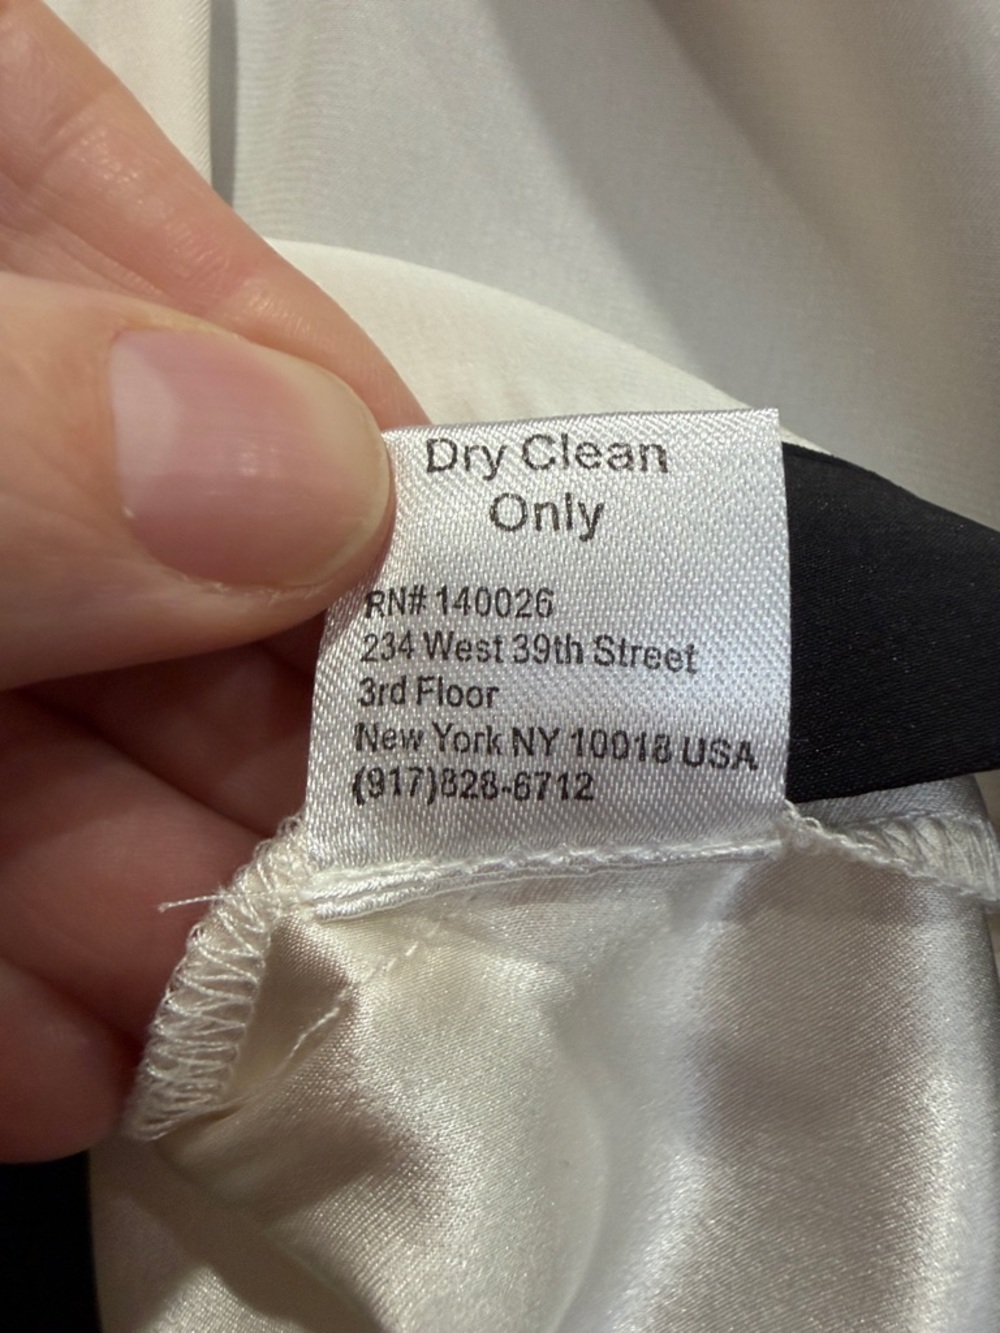 Dry Clean
Only
RN# 140026
234 West 39th Street
3rd Floor
New York NY 10018 USA
(917)828-6712